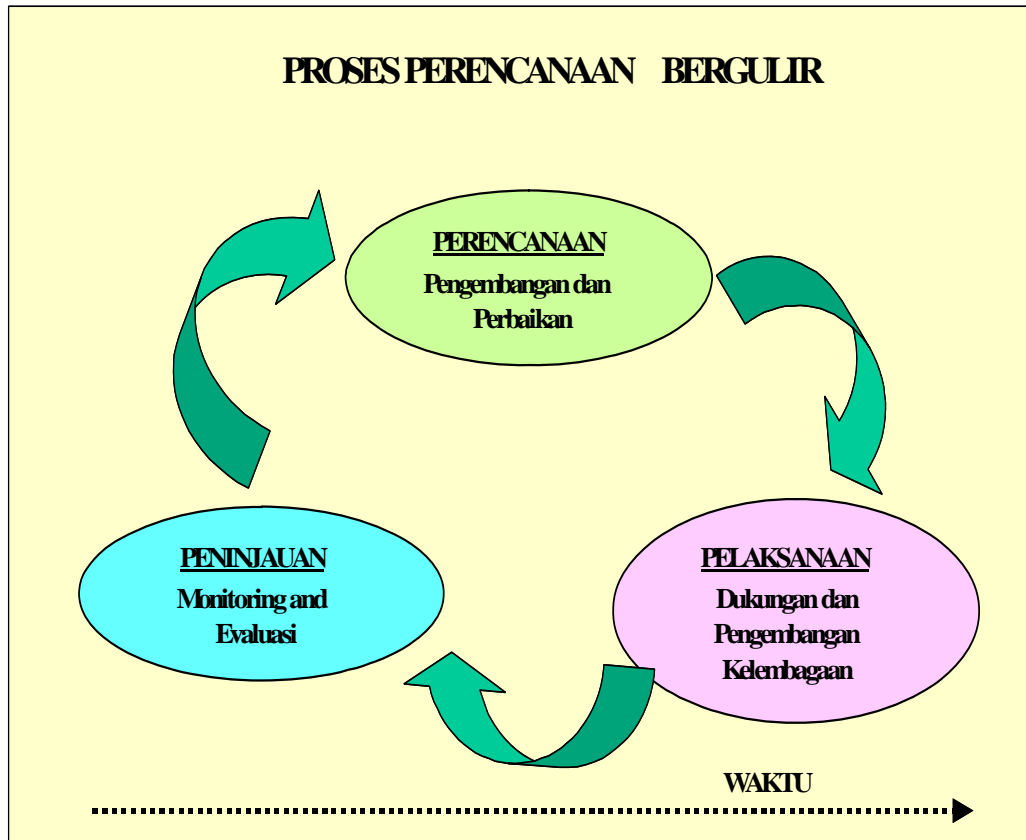 PROSES PERENCANAAN BERGULIR
PERENCANAAN
Pengembangan dan
Perbaikan
PENINJAUAN
Monitoring and
Evaluasi
PELAKSANAAN
Dukungan dan
Pengembangan
Kelembagaan
WAKTU